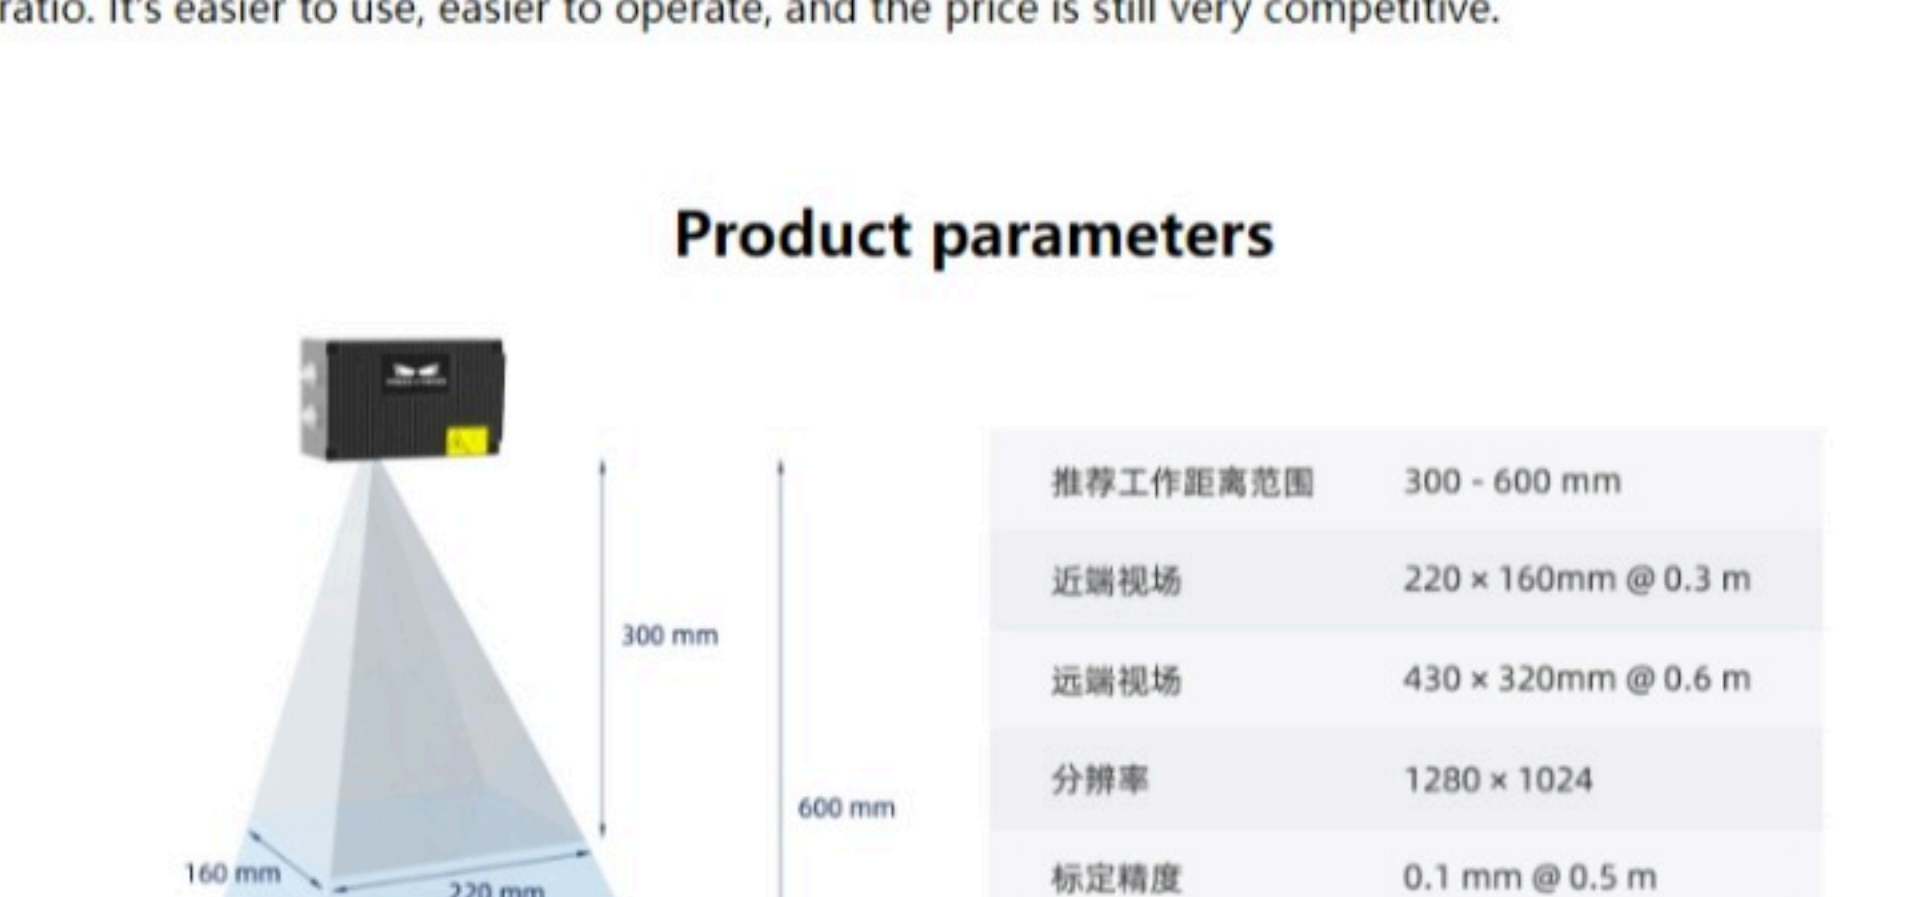 ratio. It's easier to use, easier to operate, and the price is still very competitive.
Product parameters
300 mm
600 mm
160 mm
220 mm
推荐工作距离范围 300 - 600 mm
近端视场 220 × 160mm @ 0.3 m
远端视场 430 × 320mm @ 0.6 m
分辨率 1280 × 1024
标定精度 0.1 mm @ 0.5 m